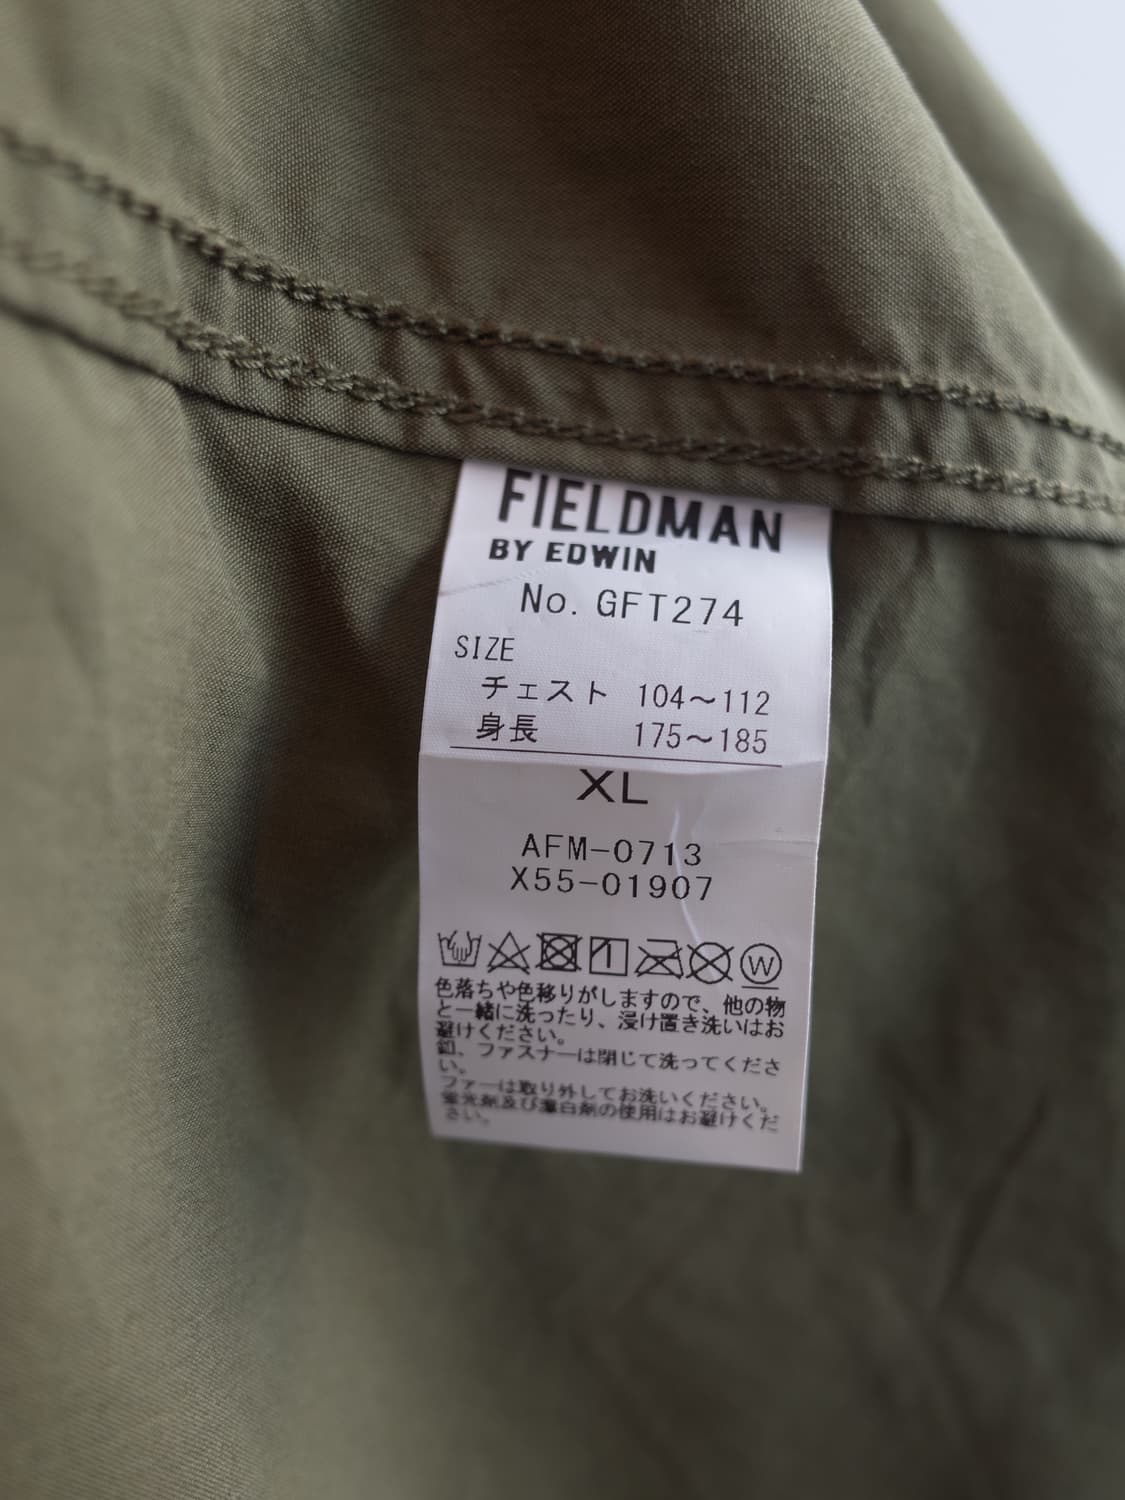 FIELDMAN
BY EDWIN
No. GFT274
SIZE
チェスト 104〜112
身長 175〜185
XL
AFM-0713
X55-01907
W
色落ちや色移りがしますので、他の物
と一緒に洗ったり、浸け置き洗いはお
避けください。
釦、ファスナーは閉じて洗ってくださ
い。
ファーは取り外してお洗いください。
蛍光剤及び漂白剤の使用はお避けくだ
さい。